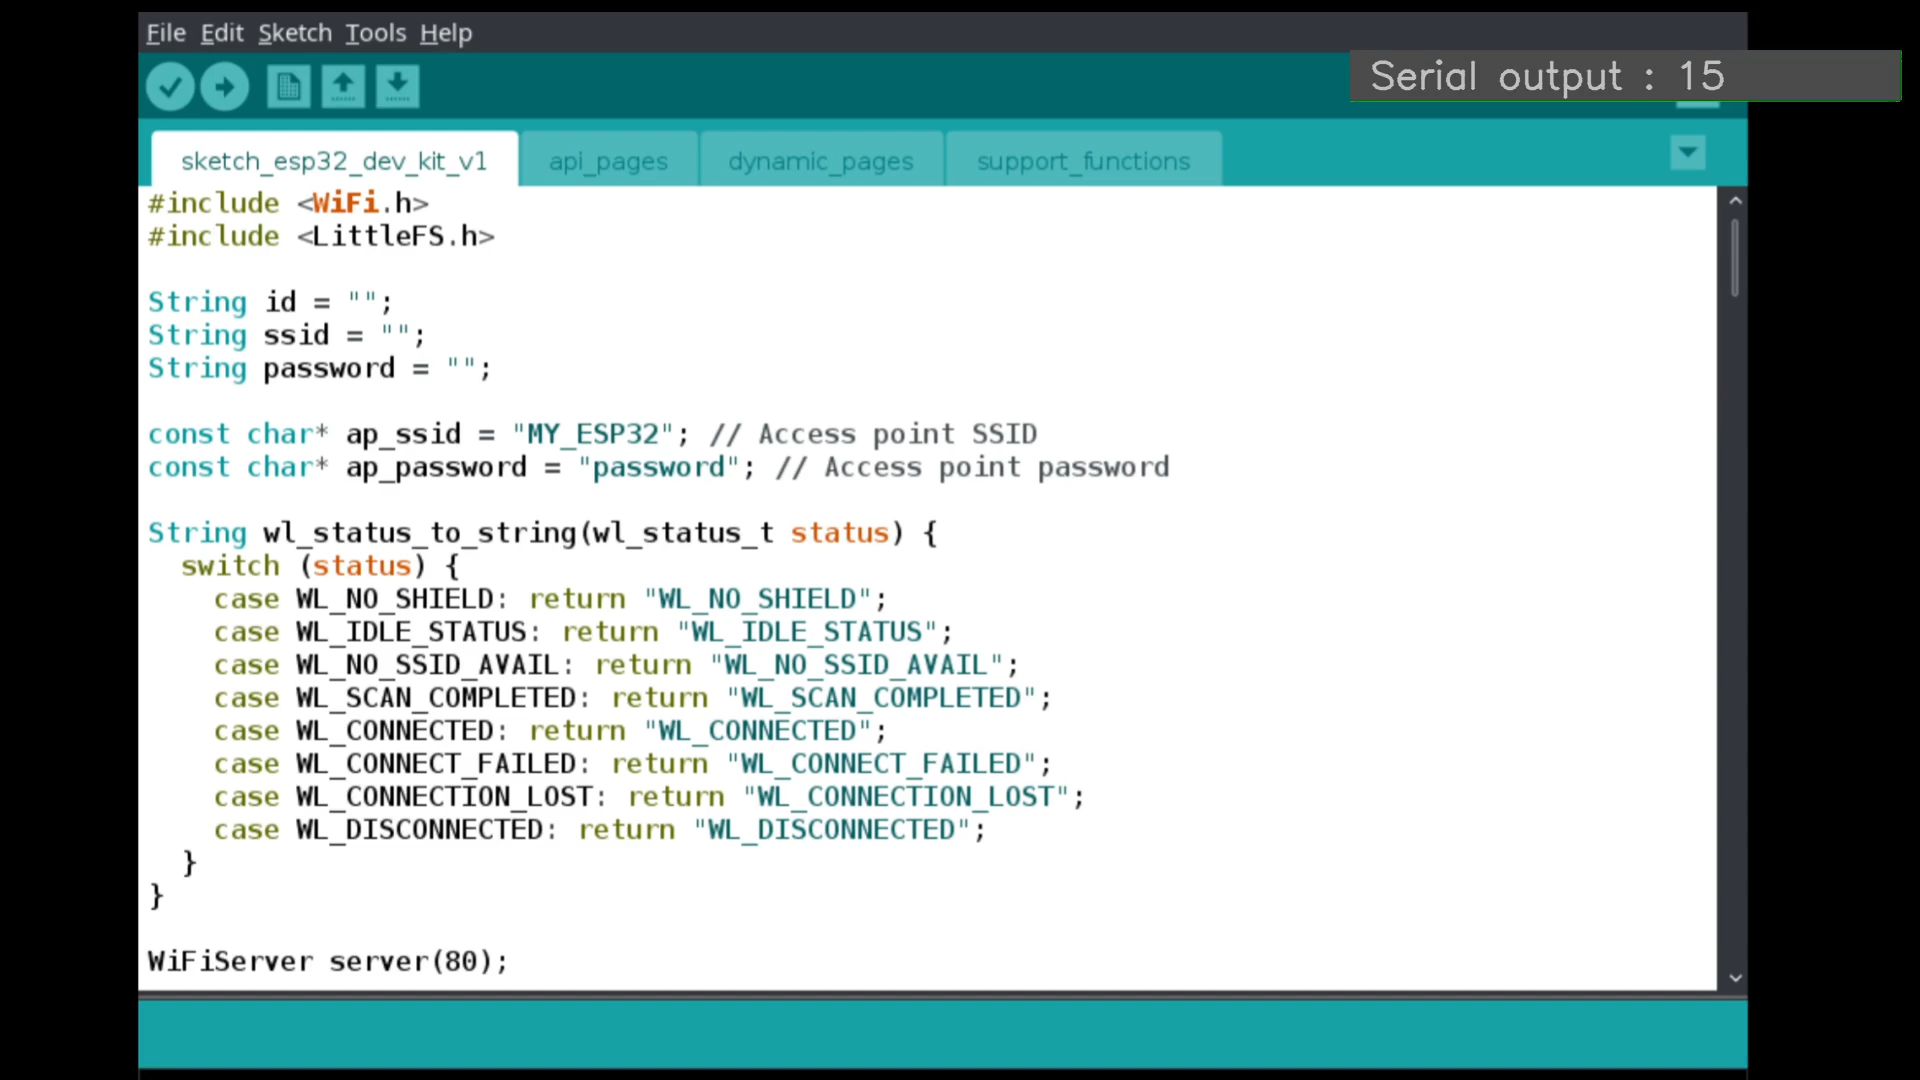 File Edit Sketch Tools Help
Serial output : 15
sketch_esp32_dev_kit_v1 api_pages dynamic_pages support_functions
#include <WiFi.h>
#include <LittleFS.h>
String id = "";
String ssid = "";
String password = "";
const char* ap_ssid = "MY_ESP32"; // Access point SSID
const char* ap_password = "password"; // Access point password
String wl_status_to_string(wl_status_t status) {
  switch (status) {
    case WL_NO_SHIELD: return "WL_NO_SHIELD";
    case WL_IDLE_STATUS: return "WL_IDLE_STATUS";
    case WL_NO_SSID_AVAIL: return "WL_NO_SSID_AVAIL";
    case WL_SCAN_COMPLETED: return "WL_SCAN_COMPLETED";
    case WL_CONNECTED: return "WL_CONNECTED";
    case WL_CONNECT_FAILED: return "WL_CONNECT_FAILED";
    case WL_CONNECTION_LOST: return "WL_CONNECTION_LOST";
    case WL_DISCONNECTED: return "WL_DISCONNECTED";
  }
}
WiFiServer server(80);